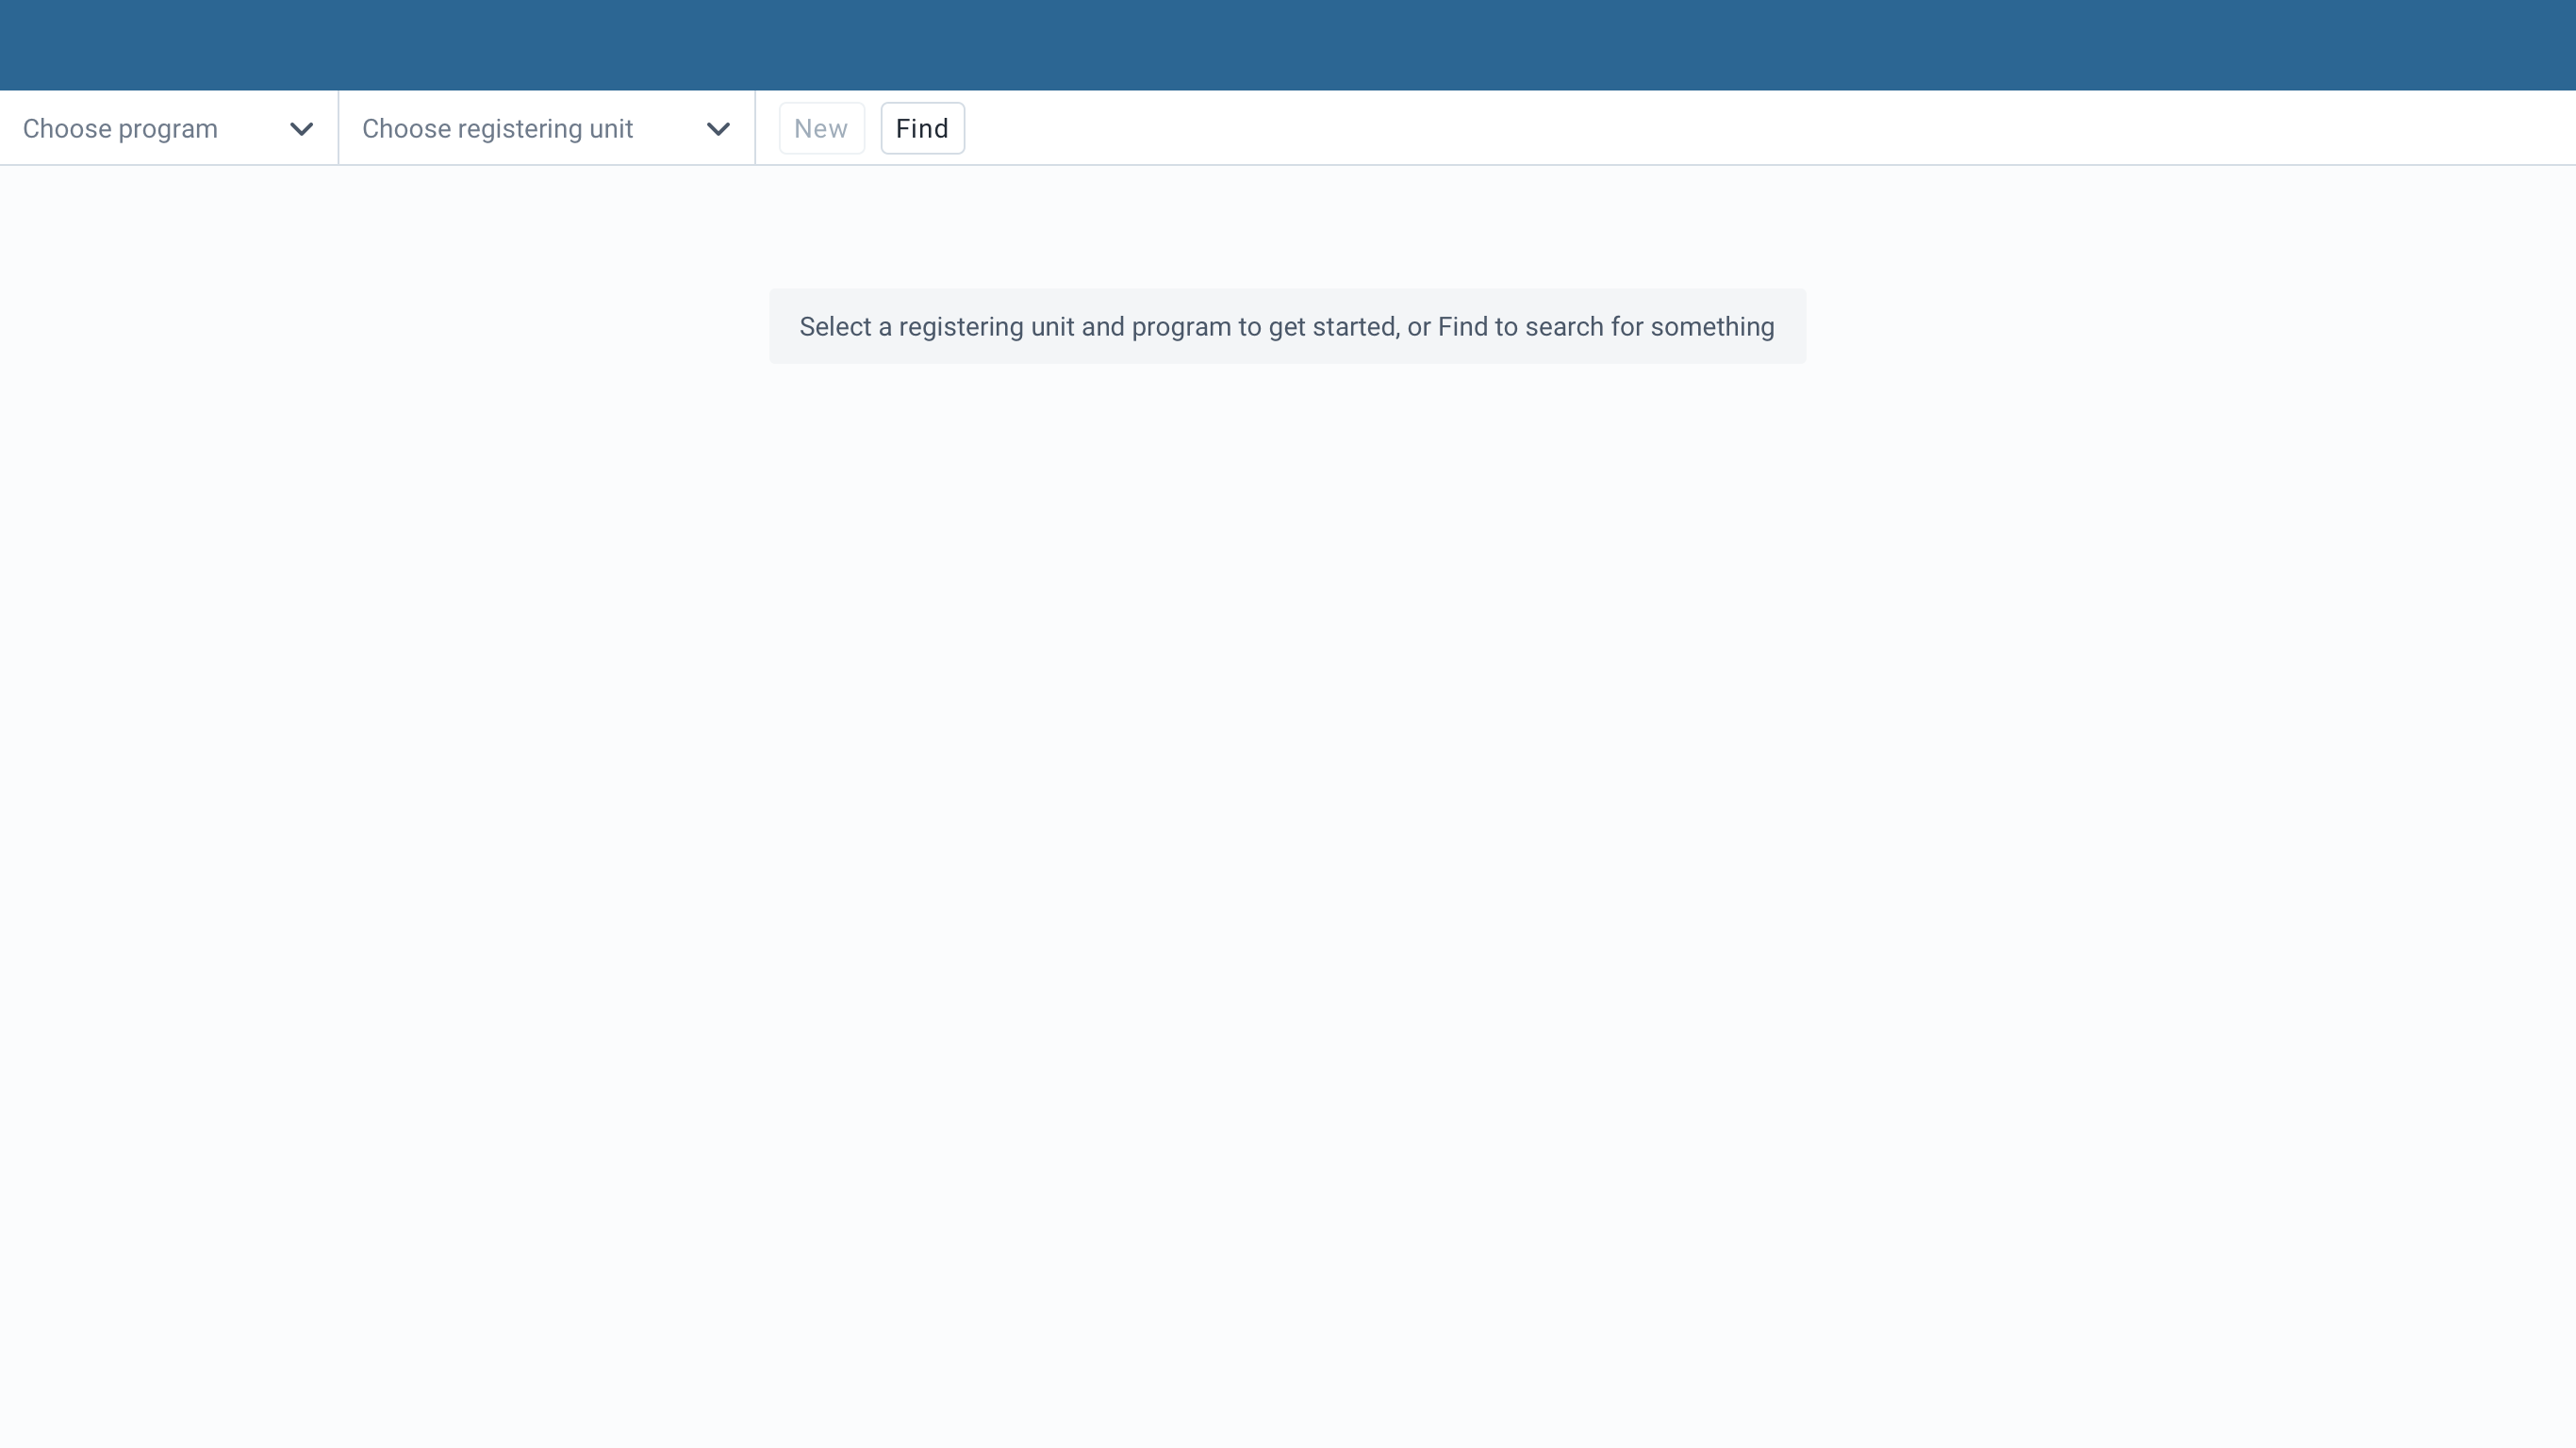 Choose program
Choose registering unit
New
Find
Select a registering unit and program to get started, or Find to search for something